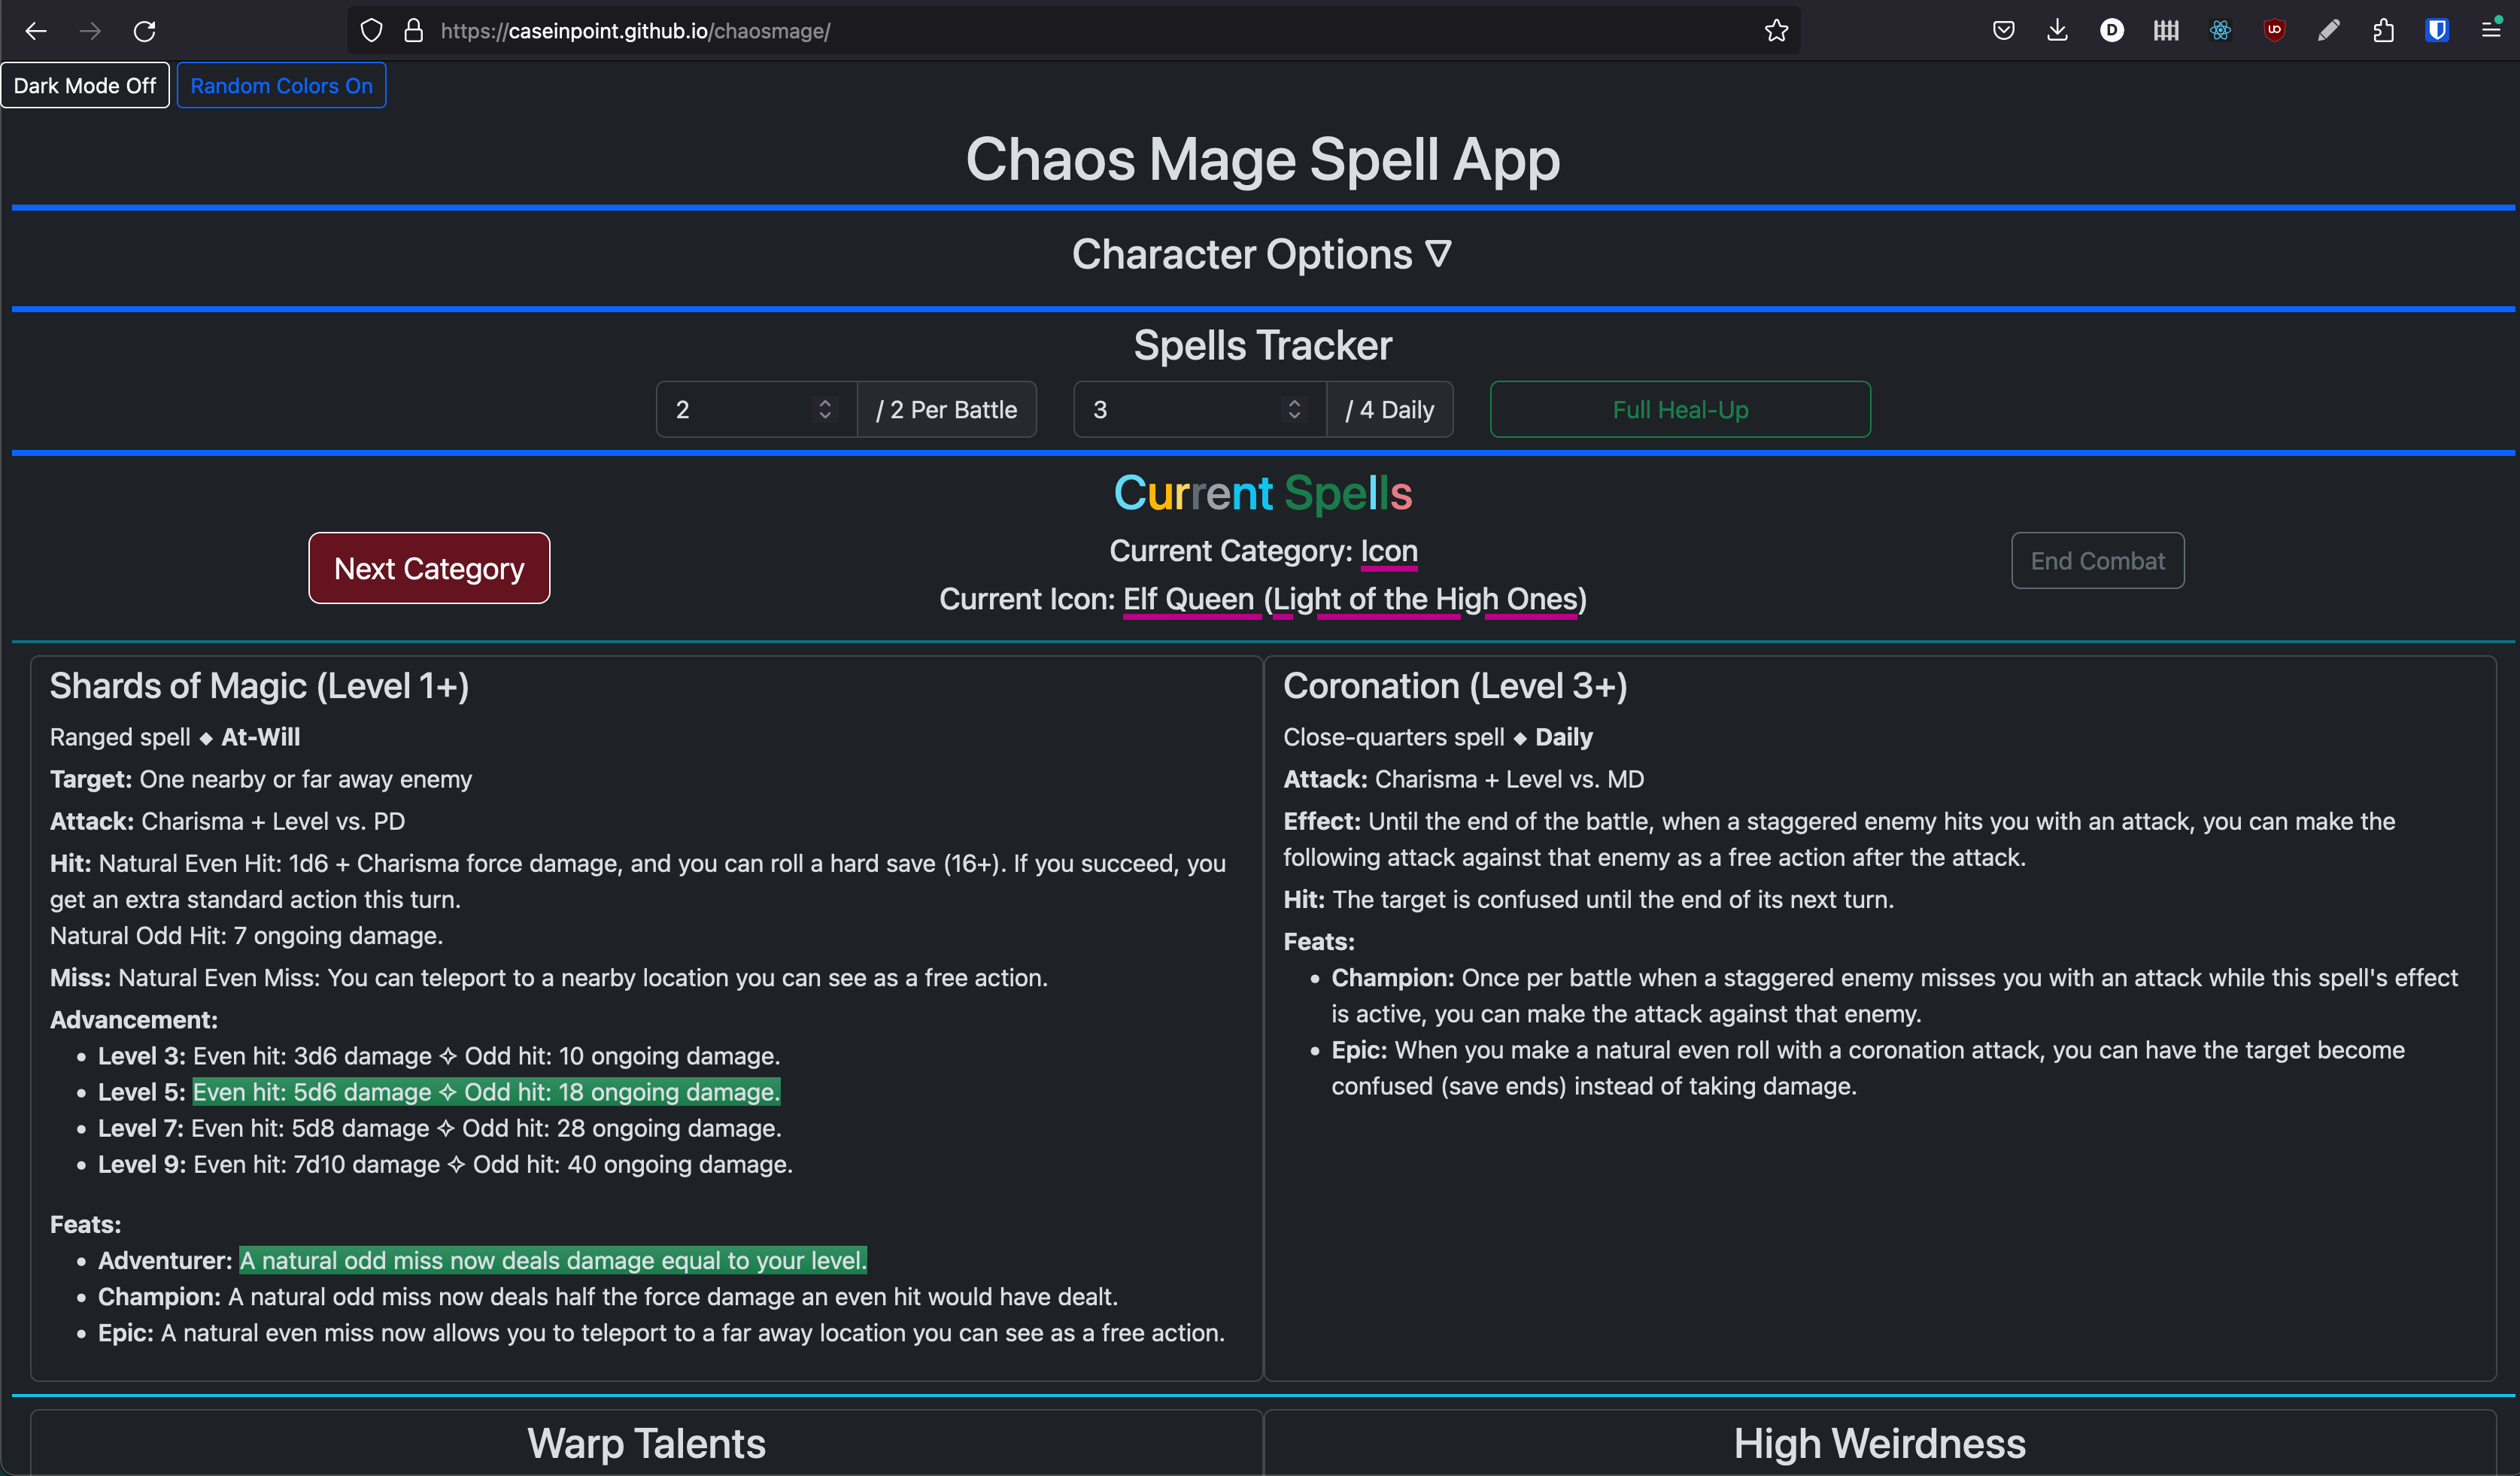 https://caseinpoint.github.io/chaosmage/
D
UO
Dark Mode Off
Random Colors On
Chaos Mage Spell App
Character Options ▽
Spells Tracker
2 / 2 Per Battle
3 / 4 Daily
Full Heal-Up
Current Spells
Next Category
Current Category: Icon
End Combat
Current Icon: Elf Queen (Light of the High Ones)
Shards of Magic (Level 1+)
Ranged spell ◆ At-Will
Target: One nearby or far away enemy
Attack: Charisma + Level vs. PD
Hit: Natural Even Hit: 1d6 + Charisma force damage, and you can roll a hard save (16+). If you succeed, you
get an extra standard action this turn.
Natural Odd Hit: 7 ongoing damage.
Miss: Natural Even Miss: You can teleport to a nearby location you can see as a free action.
Advancement:
• Level 3: Even hit: 3d6 damage ✧ Odd hit: 10 ongoing damage.
• Level 5: Even hit: 5d6 damage ✧ Odd hit: 18 ongoing damage.
• Level 7: Even hit: 5d8 damage ✧ Odd hit: 28 ongoing damage.
• Level 9: Even hit: 7d10 damage ✧ Odd hit: 40 ongoing damage.
Feats:
• Adventurer: A natural odd miss now deals damage equal to your level.
• Champion: A natural odd miss now deals half the force damage an even hit would have dealt.
• Epic: A natural even miss now allows you to teleport to a far away location you can see as a free action.
Coronation (Level 3+)
Close-quarters spell ◆ Daily
Attack: Charisma + Level vs. MD
Effect: Until the end of the battle, when a staggered enemy hits you with an attack, you can make the
following attack against that enemy as a free action after the attack.
Hit: The target is confused until the end of its next turn.
Feats:
• Champion: Once per battle when a staggered enemy misses you with an attack while this spell's effect
is active, you can make the attack against that enemy.
• Epic: When you make a natural even roll with a coronation attack, you can have the target become
confused (save ends) instead of taking damage.
Warp Talents
High Weirdness